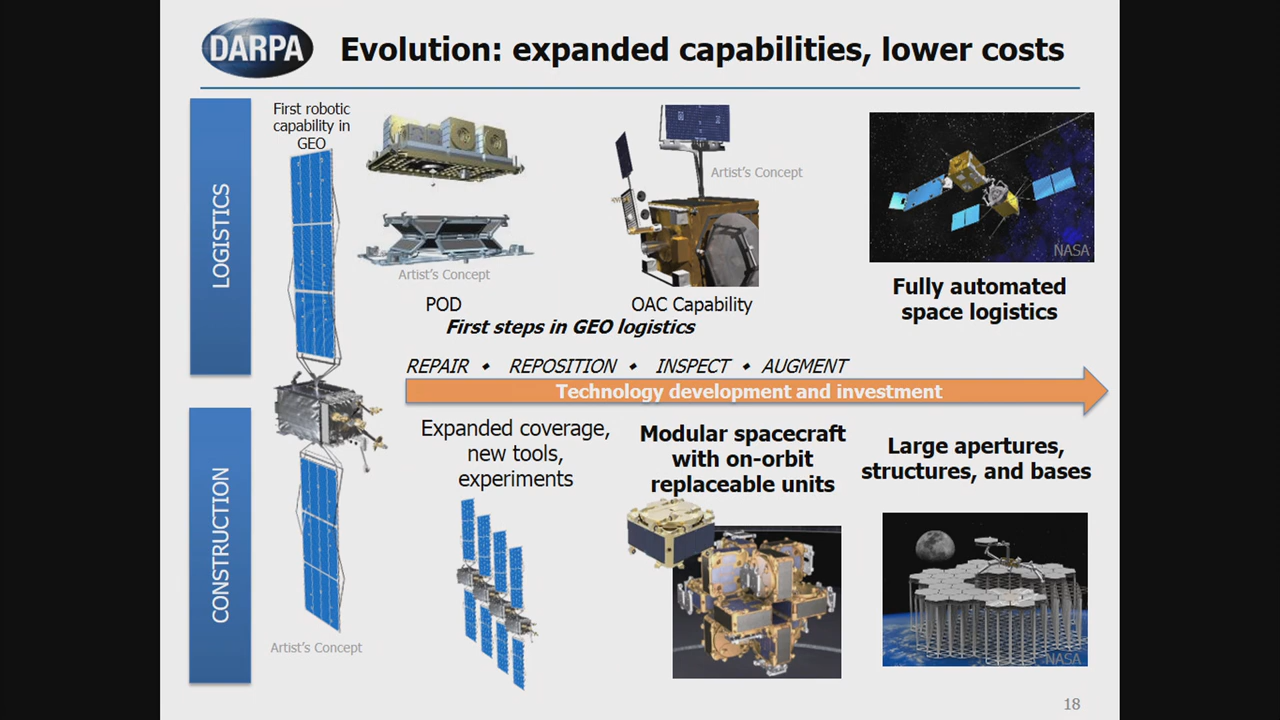 DARPA
Evolution: expanded capabilities, lower costs
LOGISTICS
First robotic
capability in
GEO
Artist's Concept
POD
Artist's Concept
OAC Capability
First steps in GEO logistics
NASA
Fully automated
space logistics
REPAIR • REPOSITION • INSPECT • AUGMENT
Technology development and investment
CONSTRUCTION
Artist's Concept
Expanded coverage,
new tools,
experiments
Modular spacecraft
with on-orbit
replaceable units
Large apertures,
structures, and bases
NASA
18